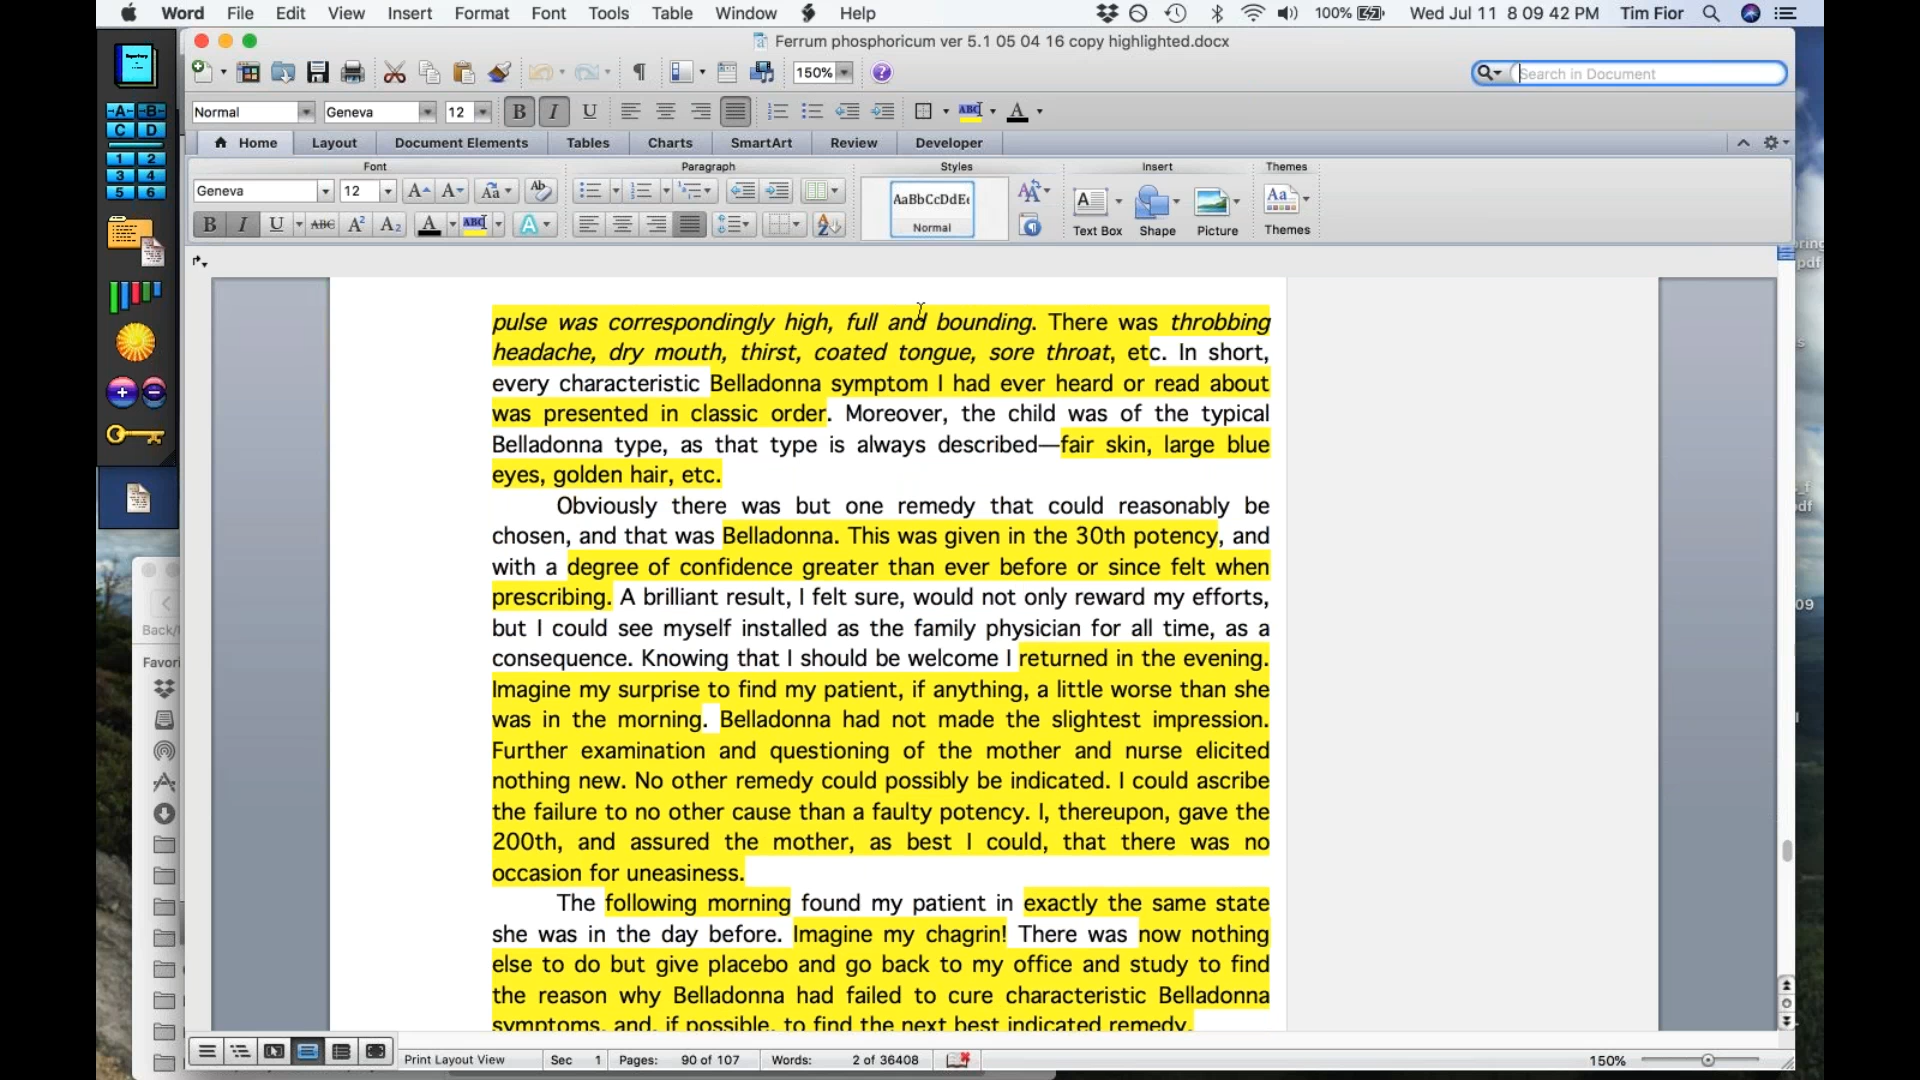 Word File Edit View Insert Format Font Tools Table Window Help 100% Wed Jul 11 8 09 42 PM Tim Fior
Ferrum phosphoricum ver 5.1 05 04 16 copy highlighted.docx
150% Search in Document
Normal Geneva 12 B I U ABC A
Home Layout Document Elements Tables Charts SmartArt Review Developer
Font Paragraph Styles Insert Themes
Geneva 12 AaBbCcDdEe
B I U ABC A² A₂ A ABC A Normal Text Box Shape Picture Themes
pulse was correspondingly high, full and bounding. There was throbbing
headache, dry mouth, thirst, coated tongue, sore throat, etc. In short,
every characteristic Belladonna symptom I had ever heard or read about
was presented in classic order. Moreover, the child was of the typical
Belladonna type, as that type is always described—fair skin, large blue
eyes, golden hair, etc.
Obviously there was but one remedy that could reasonably be
chosen, and that was Belladonna. This was given in the 30th potency, and
with a degree of confidence greater than ever before or since felt when
prescribing. A brilliant result, I felt sure, would not only reward my efforts,
but I could see myself installed as the family physician for all time, as a
consequence. Knowing that I should be welcome I returned in the evening.
Imagine my surprise to find my patient, if anything, a little worse than she
was in the morning. Belladonna had not made the slightest impression.
Further examination and questioning of the mother and nurse elicited
nothing new. No other remedy could possibly be indicated. I could ascribe
the failure to no other cause than a faulty potency. I, thereupon, gave the
200th, and assured the mother, as best I could, that there was no
occasion for uneasiness.
The following morning found my patient in exactly the same state
she was in the day before. Imagine my chagrin! There was now nothing
else to do but give placebo and go back to my office and study to find
the reason why Belladonna had failed to cure characteristic Belladonna
symptoms, and, if possible, to find the next best indicated remedy.
Print Layout View Sec 1 Pages: 90 of 107 Words: 2 of 36408 150%
A B
C D
1 2
3 4
5 6
Back/
Favori
pdf
09